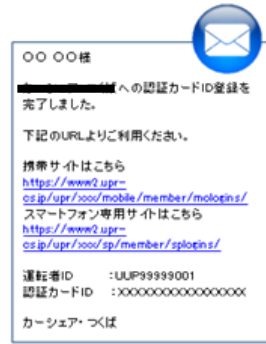 ○○ ○○様
への認証カードID登録を
完了しました。
下記のURLよりご利用ください。
携帯サイトはこちら
https://www2.upr-
cs.jp/upr/xxx/mobile/member/mologins/
スマートフォン専用サイトはこちら
https://www2.upr-
cs.jp/upr/xxx/sp/member/splogins/
運転者ID :UUP99999001
認証カードID :XXXXXXXXXXXXXXXX
カーシェア・つくば